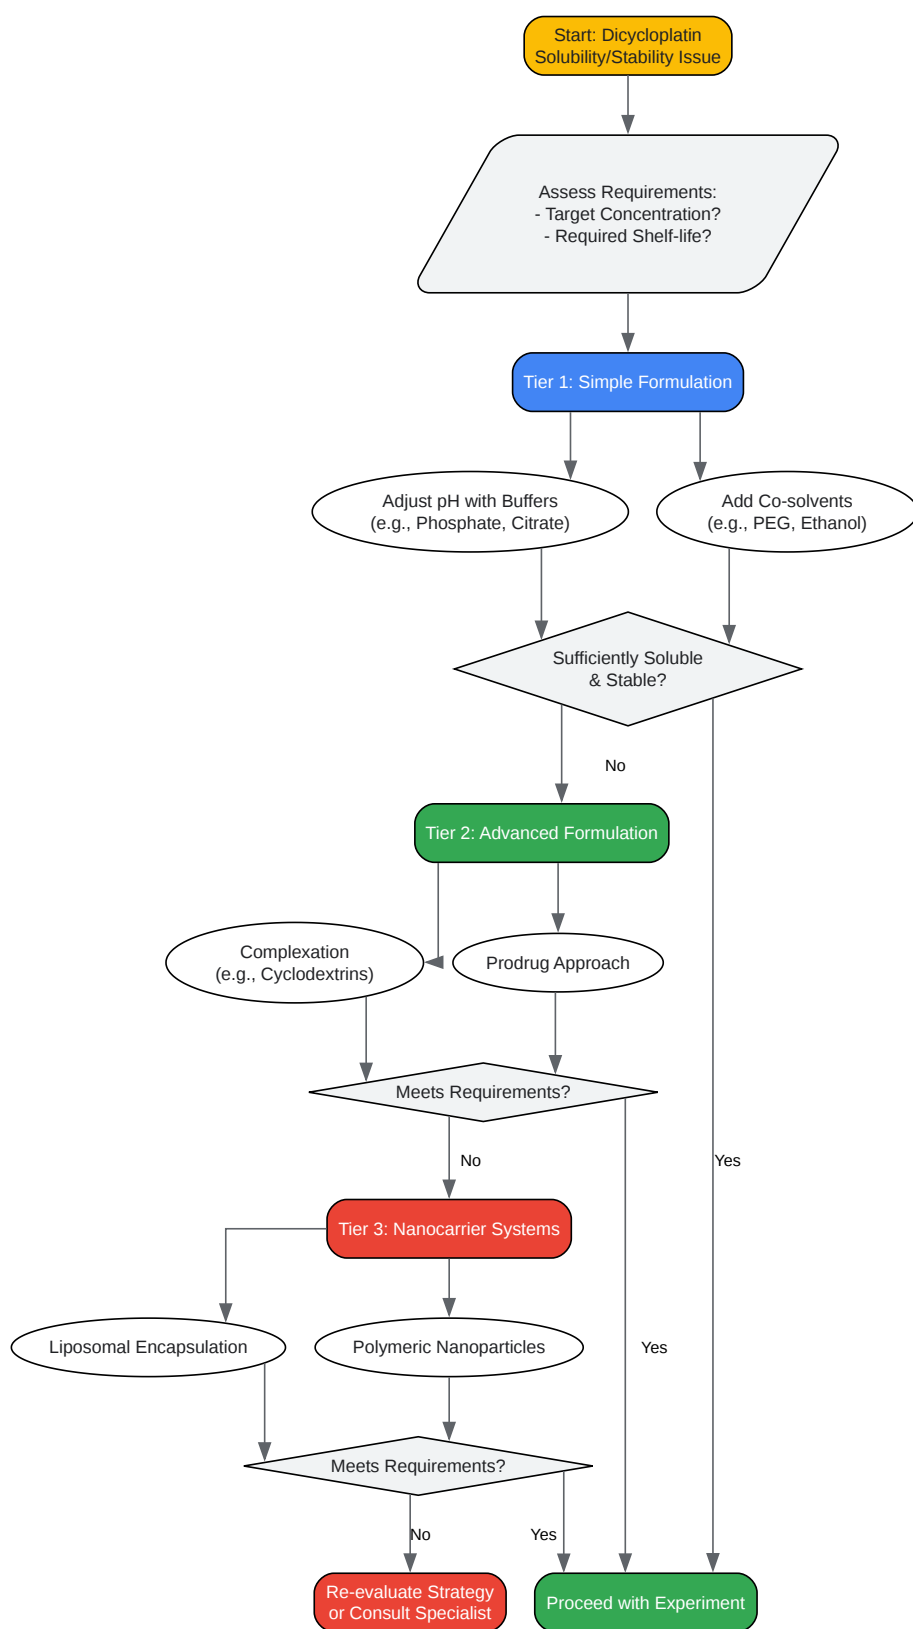 Start: Dicycloplatin
Solubility/Stability Issue
Assess Requirements:
- Target Concentration?
- Required Shelf-life?
Tier 1: Simple Formulation
Adjust pH with Buffers
(e.g., Phosphate, Citrate)
Add Co-solvents
(e.g., PEG, Ethanol)
Sufficiently Soluble
& Stable?
No
Tier 2: Advanced Formulation
Complexation
(e.g., Cyclodextrins)
Prodrug Approach
Meets Requirements?
No
Yes
Tier 3: Nanocarrier Systems
Liposomal Encapsulation
Polymeric Nanoparticles
Yes
Meets Requirements?
No
Yes
Re-evaluate Strategy
or Consult Specialist
Proceed with Experiment